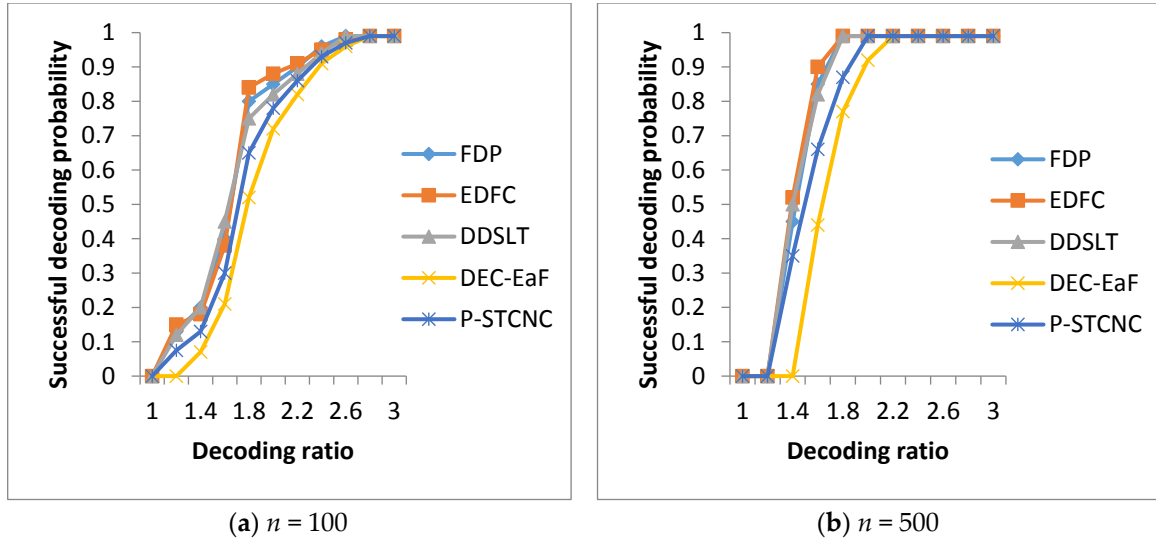 Successful decoding probability
1
0.9
0.8
0.7
0.6
0.5
0.4
0.3
0.2
0.1
0
1 1.4 1.8 2.2 2.6 3
Decoding ratio
FDP
EDFC
DDSLT
DEC-EaF
P-STCNC
(a) n = 100
Successful decoding probability
1
0.9
0.8
0.7
0.6
0.5
0.4
0.3
0.2
0.1
0
1 1.4 1.8 2.2 2.6 3
Decoding ratio
FDP
EDFC
DDSLT
DEC-EaF
P-STCNC
(b) n = 500